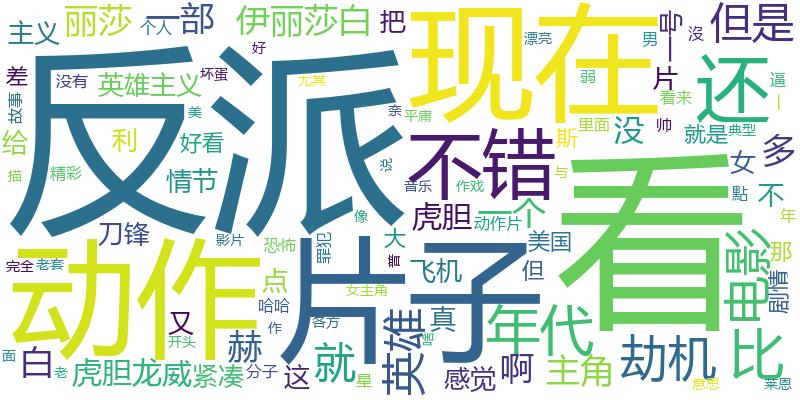 丽莎
一部
伊丽莎白
把
现在
一号
但是
主义
个人
好
漂亮
男
沒
差
没有
英雄主义
坏蛋
尤其
片
还
故事
反派
美
奈
平庸
弱
看来
逼
一
给
利
好看
不错
斯
里面
没
帅
就是
典型
描
精彩
情节
说
女
多
音乐
作戏
与
看
點
不
年
刀锋
像
虎胆
一个
动作片
影片
恐怖
罪犯
大
美国
电影
那
剧情
完全
老套
动作
点
片子
普
飞机
但
女主角
哈哈
真
年代
又
作
各方
英雄
劫机
比
开头
赫
就
啊
面
白
老
虎胆龙威
紧凑
分子
这
星
感觉
主角
意思
莱恩